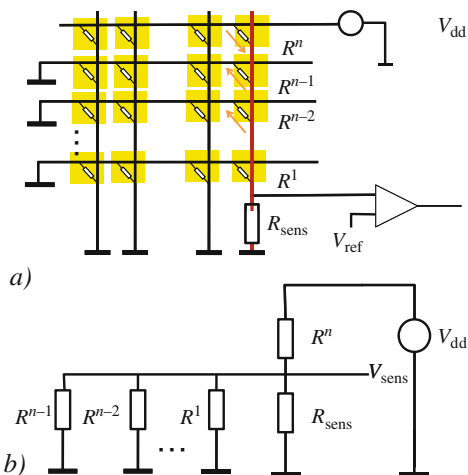 V_dd
R^n
R^{n-1}
R^{n-2}
R^1
R_sens
V_ref
a)
R^n
V_dd
V_sens
R^{n-1}
R^{n-2}
R^1
R_sens
b)